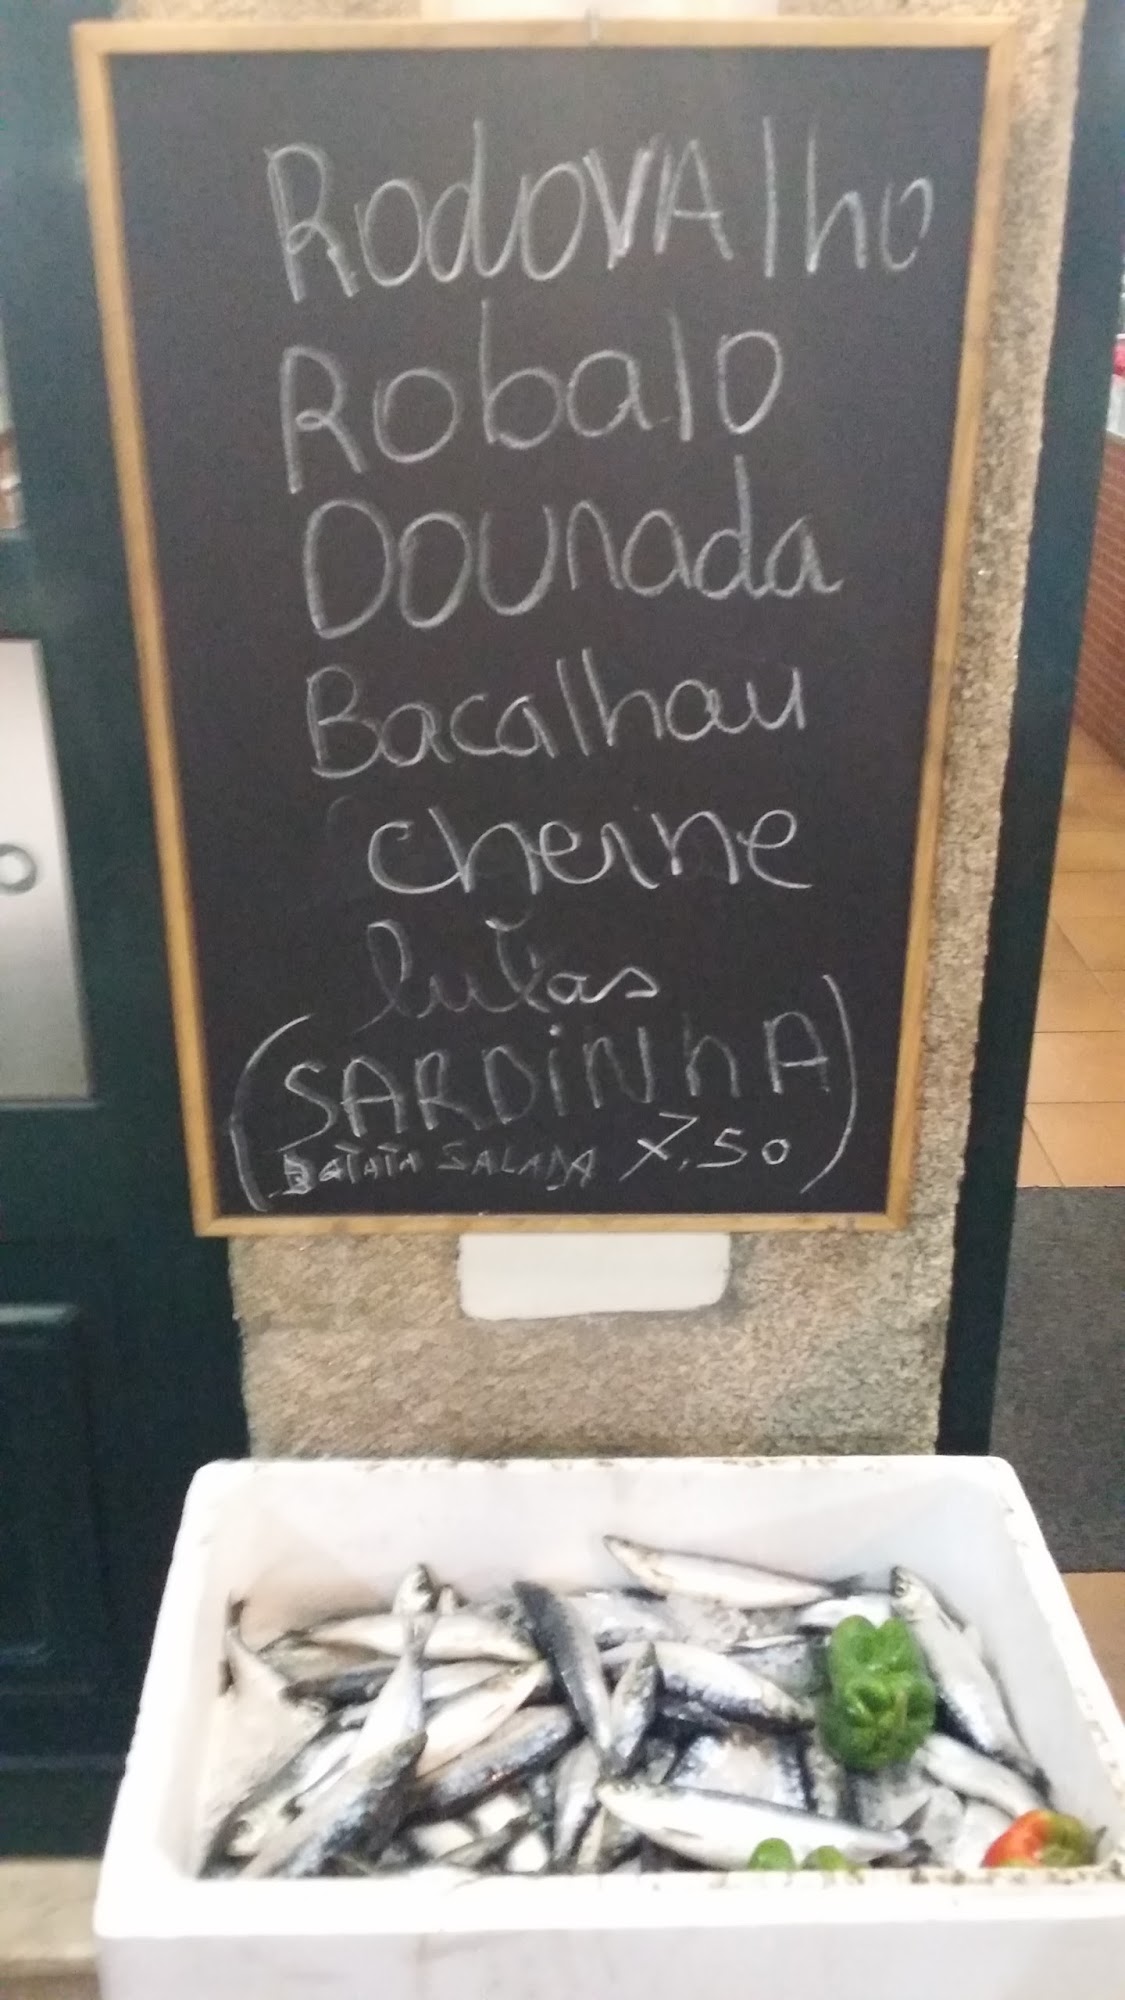 RodoVAlho
Robalo
Dourada
Bacalhau
cherne
lulas
(SARDiNhA
BATATA SALADA 7.50)